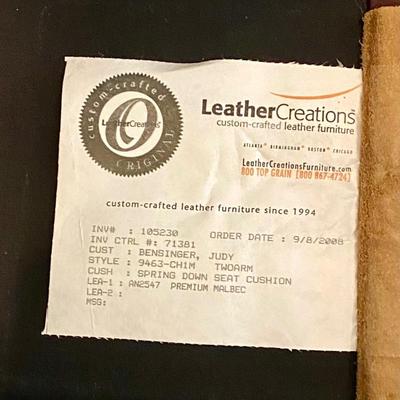 custom-crafted
LeatherCreations
O
ORIGINAL
LeatherCreations
custom-crafted leather furniture
ATLANTA • BIRMINGHAM • BOSTON • CHICAGO
LeatherCreationsFurniture.com
800 TOP GRAIN [800 867-4724]
custom-crafted leather furniture since 1994
INV# : 105230 ORDER DATE : 9/8/2008
INV CTRL #: 71381
CUST : BENSINGER, JUDY
STYLE : 9463-CH1M TWOARM
CUSH : SPRING DOWN SEAT CUSHION
LEA-1 : AN2547 PREMIUM MALBEC
LEA-2 :
MSG: